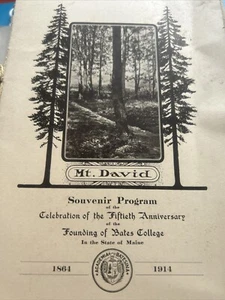 Mt. David
Souvenir Program
of the
Celebration of the Fiftieth Anniversary
of the
Founding of Bates College
In the State of Maine
1864 1914